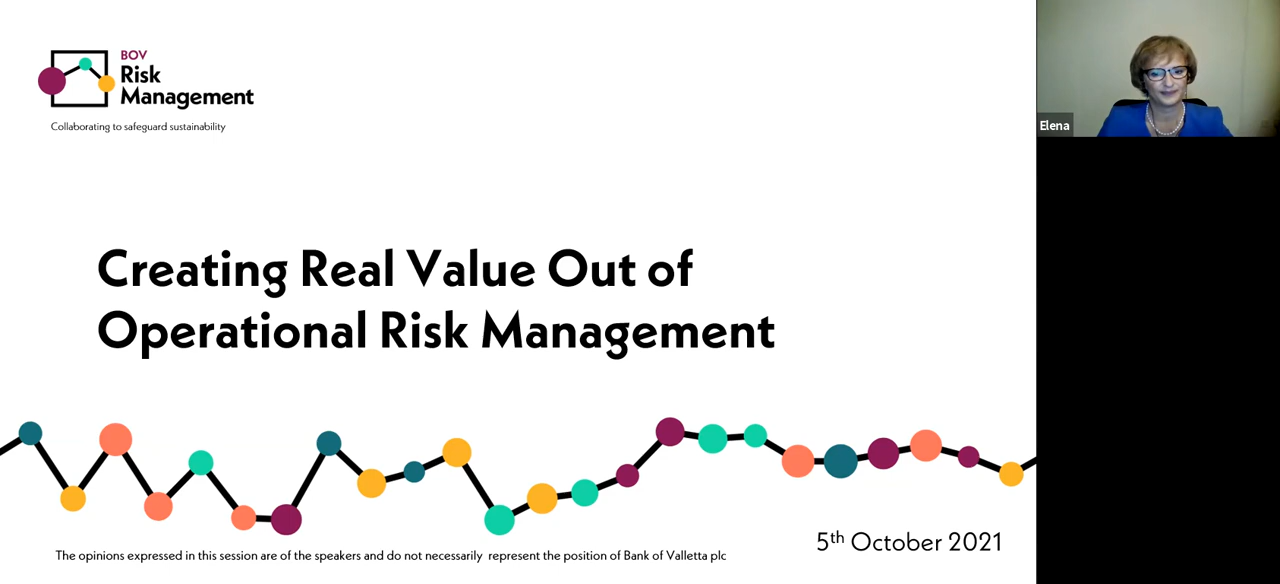 BOV
Risk
Management
Collaborating to safeguard sustainability
Elena
Creating Real Value Out of
Operational Risk Management
5th October 2021
The opinions expressed in this session are of the speakers and do not necessarily represent the position of Bank of Valletta plc